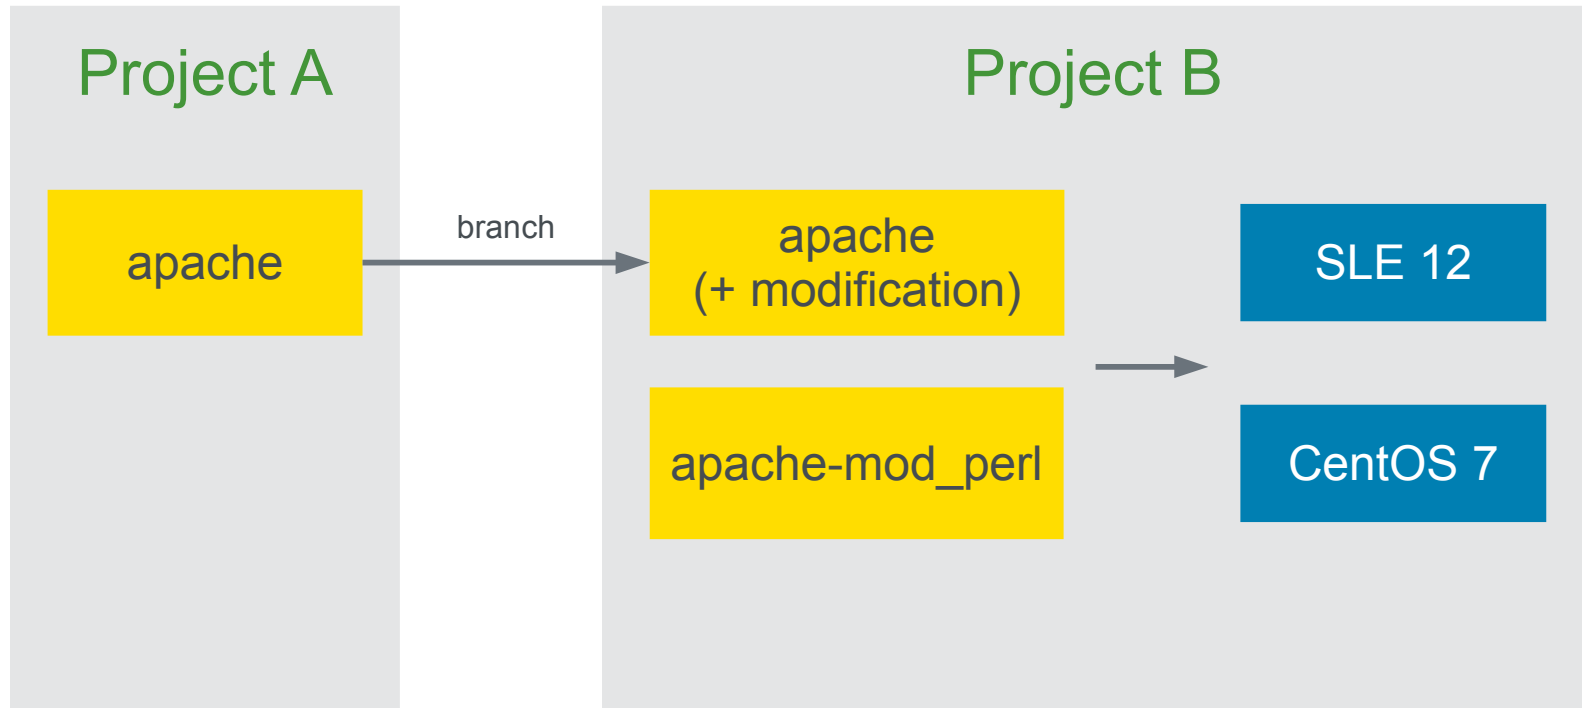 Project A
Project B
apache
branch
apache
(+ modification)
SLE 12
apache-mod_perl
CentOS 7